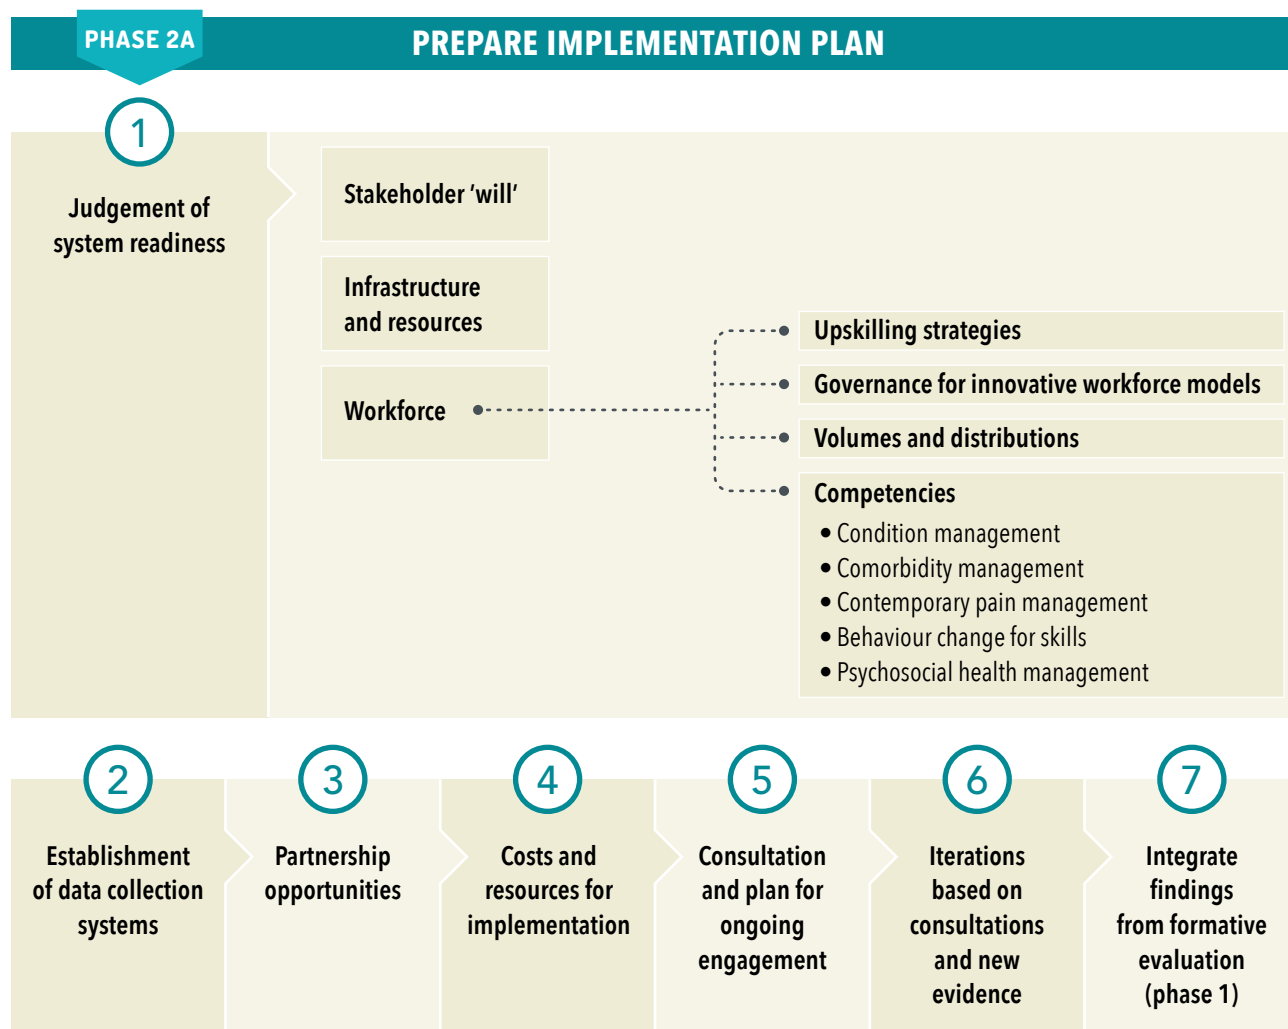 PHASE 2A
PREPARE IMPLEMENTATION PLAN
1
Judgement of
system readiness
Stakeholder ‘will’
Infrastructure
and resources
Workforce
Upskilling strategies
Governance for innovative workforce models
Volumes and distributions
Competencies
• Condition management
• Comorbidity management
• Contemporary pain management
• Behaviour change for skills
• Psychosocial health management
2
Establishment
of data collection
systems
3
Partnership
opportunities
4
Costs and
resources for
implementation
5
Consultation
and plan for
ongoing
engagement
6
Iterations
based on
consultations
and new
evidence
7
Integrate
findings
from formative
evaluation
(phase 1)